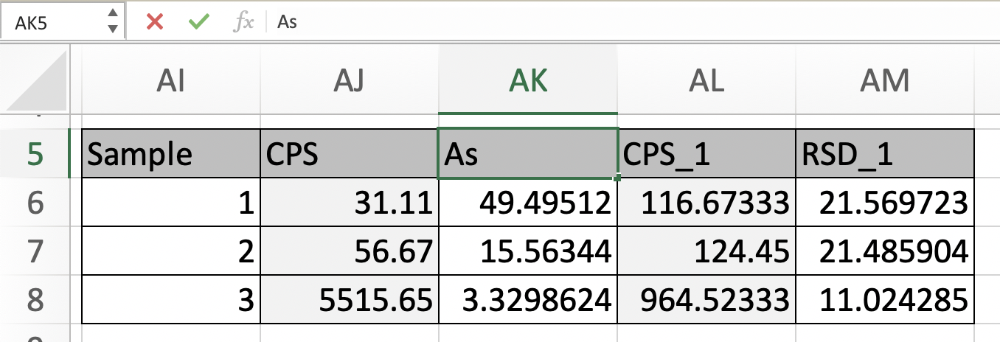 AK5 fx As
AI AJ AK AL AM
5 Sample CPS As CPS_1 RSD_1
6 1 31.11 49.49512 116.67333 21.569723
7 2 56.67 15.56344 124.45 21.485904
8 3 5515.65 3.3298624 964.52333 11.024285